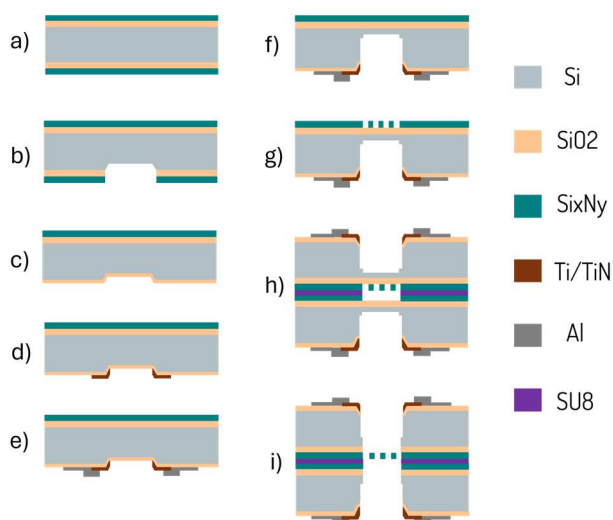 a)
b)
c)
d)
e)
f)
g)
h)
i)
Si
SiO2
SixNy
Ti/TiN
Al
SU8